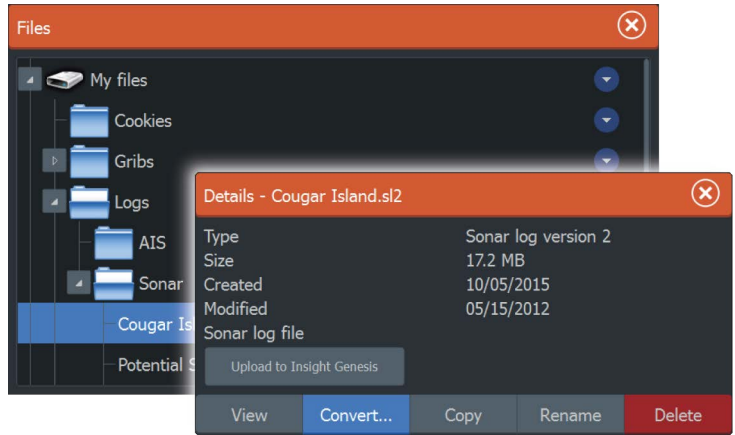 Files
My files
Cookies
Gribs
Logs
AIS
Sonar
Cougar
Potential
Details - Cougar Island.sl2
Type Sonar log version 2
Size 17.2 MB
Created 10/05/2015
Modified 05/15/2012
Sonar log file
Upload to Insight Genesis
View Convert... Copy Rename Delete